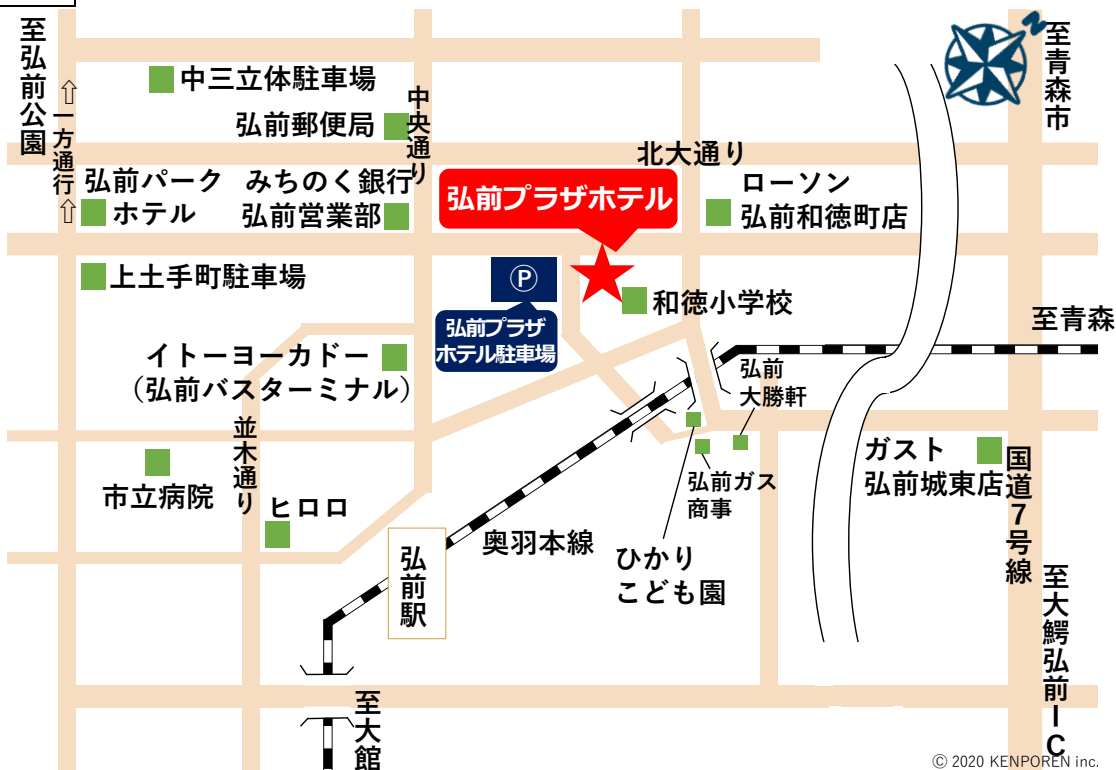 至弘前公園
⇧一方通行⇧
中三立体駐車場
弘前郵便局
中央通り
北大通り
N
至青森市
弘前パーク
ホテル
みちのく銀行
弘前営業部
弘前プラザホテル
ローソン
弘前和徳町店
上土手町駐車場
Ⓟ
弘前プラザ
ホテル駐車場
和徳小学校
至青森
イトーヨーカドー
（弘前バスターミナル）
弘前
大勝軒
並木通り
市立病院
ヒロロ
弘前ガス
商事
ガスト
弘前城東店
国道7号線
奥羽本線
ひかり
こども園
弘前駅
至大鰐弘前IC
至大館
© 2020 KENPOREN inc.